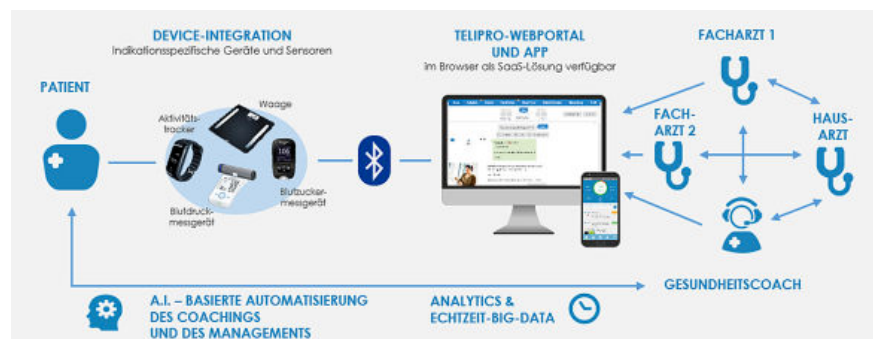 DEVICE-INTEGRATION
Indikationsspezifische Geräte und Sensoren
TELIPRO-WEBPORTAL
UND APP
im Browser als SaaS-Lösung verfügbar
FACHARZT 1
PATIENT
Waage
Aktivitäts-
tracker
Blutdruck-
messgerät
Blutzucker-
messgerät
FACH-
ARZT 2
HAUS-
ARZT
GESUNDHEITSCOACH
A.I. – BASIERTE AUTOMATISIERUNG
DES COACHINGS
UND DES MANAGEMENTS
ANALYTICS &
ECHTZEIT-BIG-DATA